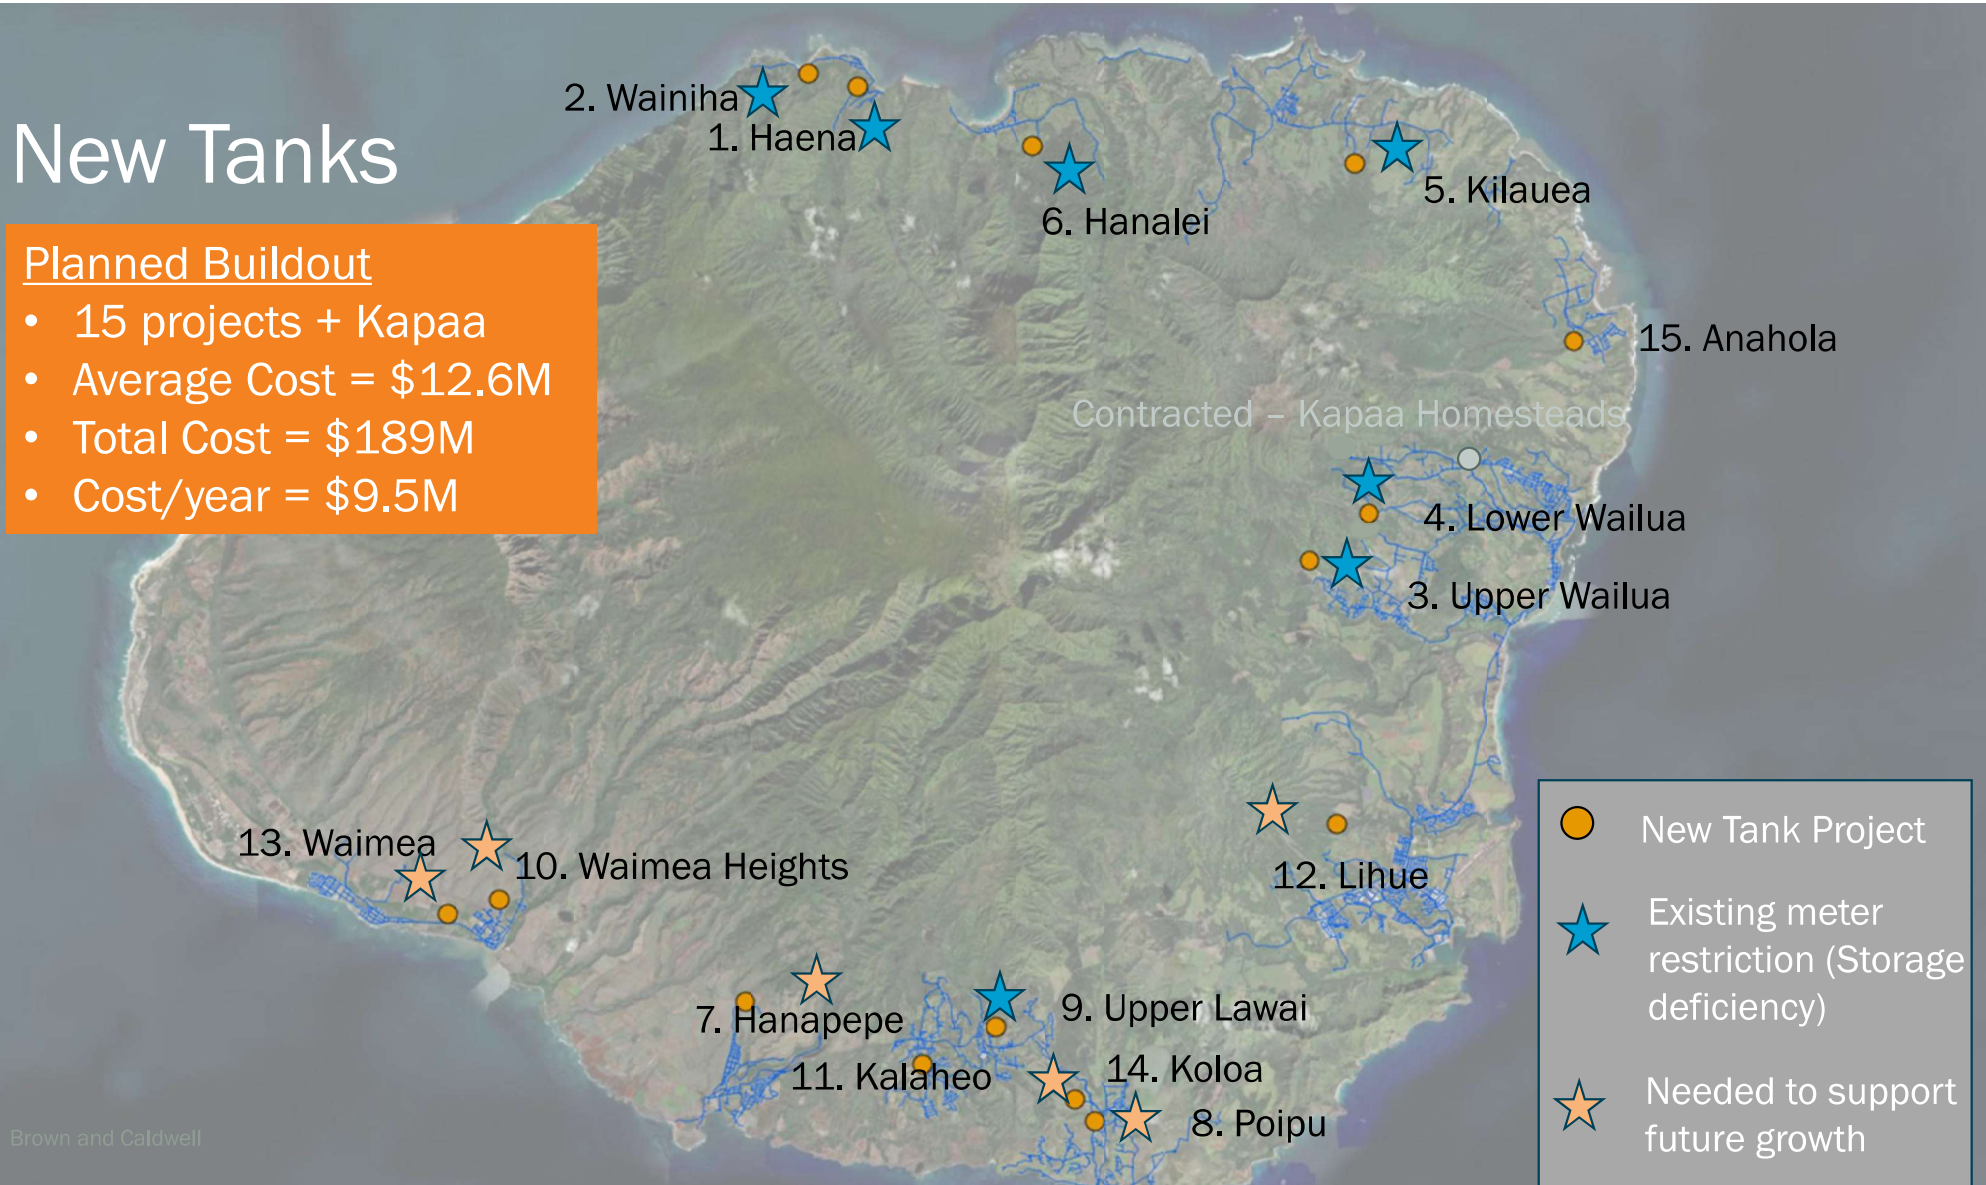 New Tanks
Planned Buildout
• 15 projects + Kapaa
• Average Cost = $12.6M
• Total Cost = $189M
• Cost/year = $9.5M
2. Wainiha
1. Haena
6. Hanalei
5. Kilauea
15. Anahola
Contracted – Kapaa Homesteads
4. Lower Wailua
3. Upper Wailua
13. Waimea
10. Waimea Heights
12. Lihue
7. Hanapepe
9. Upper Lawai
11. Kalaheo
14. Koloa
8. Poipu
New Tank Project
Existing meter
restriction (Storage
deficiency)
Needed to support
future growth
Brown and Caldwell